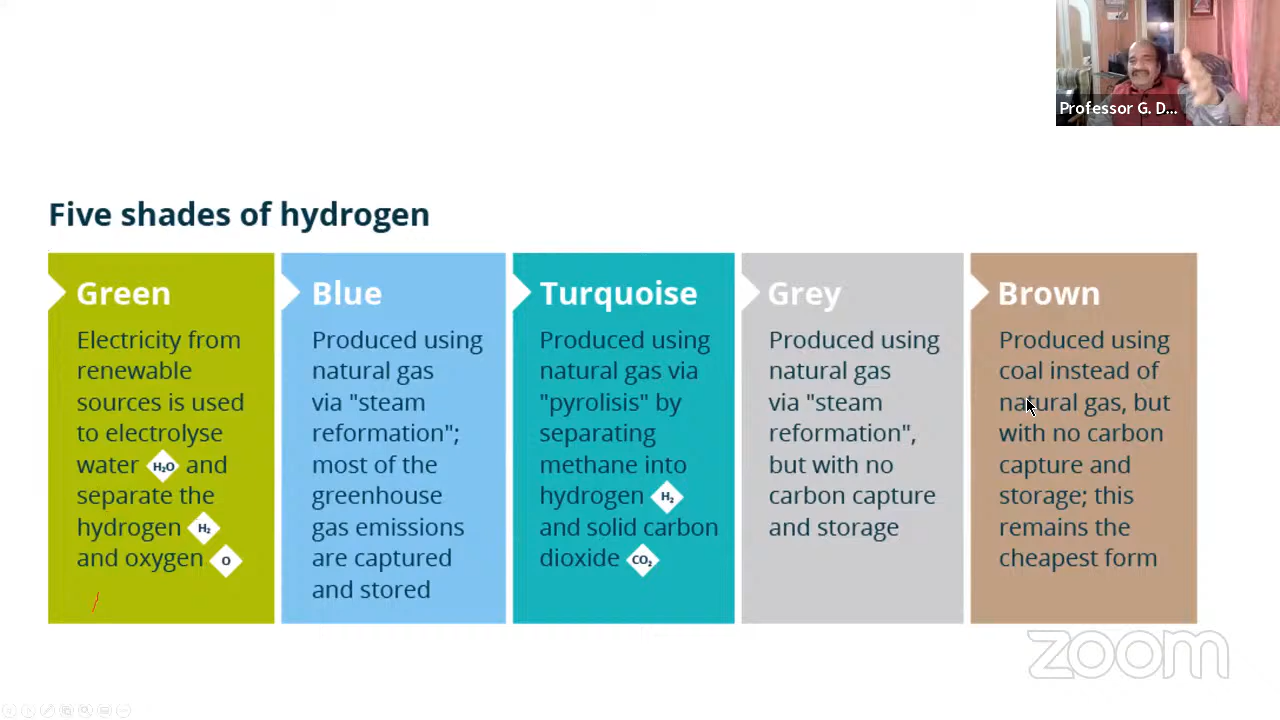 Professor G. D...
Five shades of hydrogen
Green
Electricity from
renewable
sources is used
to electrolyse
water H₂O and
separate the
hydrogen H₂
and oxygen O
Blue
Produced using
natural gas
via "steam
reformation";
most of the
greenhouse
gas emissions
are captured
and stored
Turquoise
Produced using
natural gas via
"pyrolisis" by
separating
methane into
hydrogen H₂
and solid carbon
dioxide CO₂
Grey
Produced using
natural gas
via "steam
reformation",
but with no
carbon capture
and storage
Brown
Produced using
coal instead of
natural gas, but
with no carbon
capture and
storage; this
remains the
cheapest form
zoom